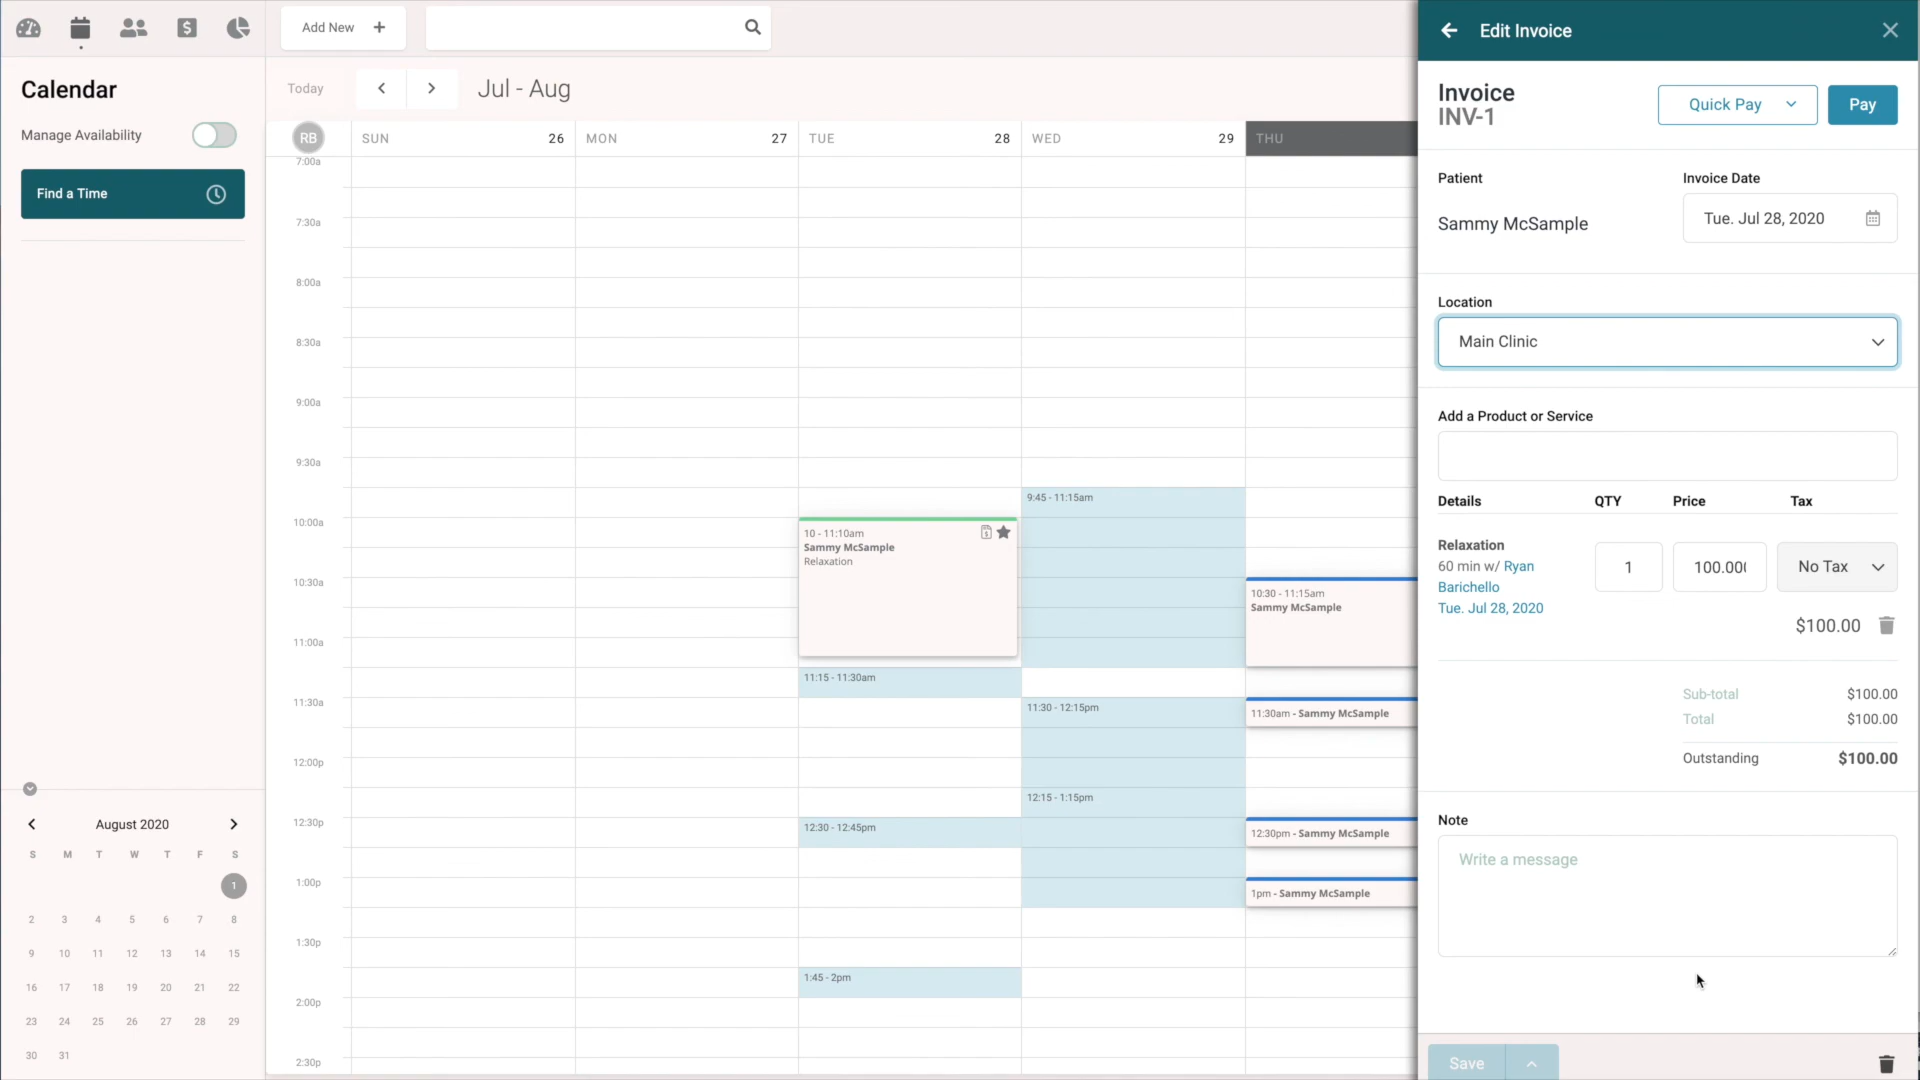 Add New +
Calendar
Manage Availability
Find a Time
August 2020
S M T W T F S
1
2 3 4 5 6 7 8
9 10 11 12 13 14 15
16 17 18 19 20 21 22
23 24 25 26 27 28 29
30 31
Today
Jul - Aug
RB
SUN 26 MON 27 TUE 28 WED 29 THU
7:00a
7:30a
8:00a
8:30a
9:00a
9:30a
10:00a
10:30a
11:00a
11:30a
12:00p
12:30p
1:00p
1:30p
2:00p
2:30p
10 - 11:10am
Sammy McSample
Relaxation
11:15 - 11:30am
12:30 - 12:45pm
1:45 - 2pm
9:45 - 11:15am
11:30 - 12:15pm
12:15 - 1:15pm
10:30 - 11:15am
Sammy McSample
11:30am - Sammy McSample
12:30pm - Sammy McSample
1pm - Sammy McSample
Edit Invoice
Invoice
INV-1
Quick Pay
Pay
Patient
Sammy McSample
Invoice Date
Tue. Jul 28, 2020
Location
Main Clinic
Add a Product or Service
Details QTY Price Tax
Relaxation
60 min w/ Ryan
Barichello
Tue. Jul 28, 2020
1
100.00
No Tax
$100.00
Sub-total $100.00
Total $100.00
Outstanding $100.00
Note
Write a message
Save